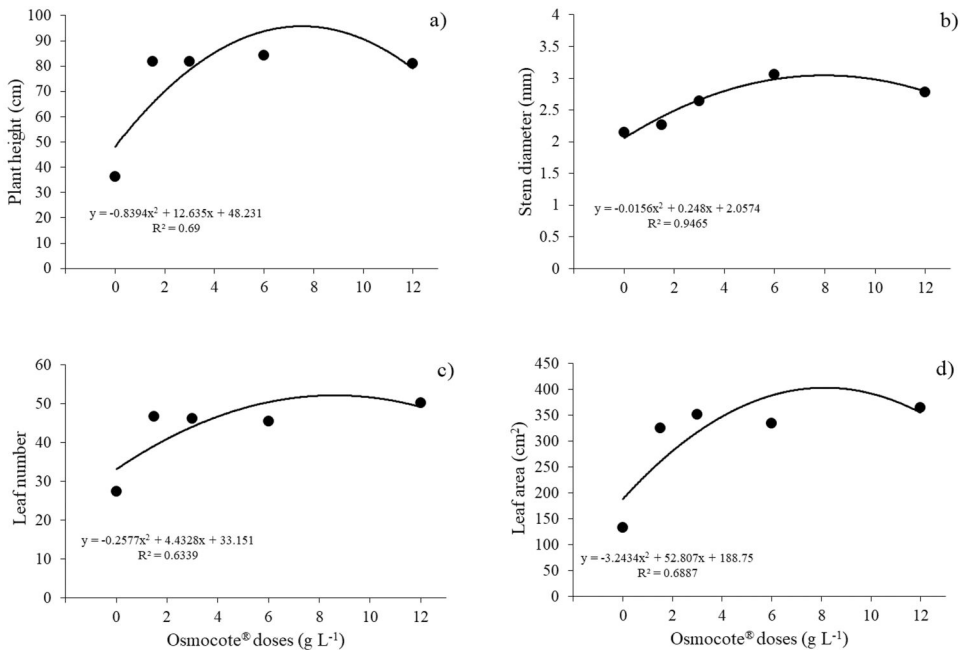 a)
Plant height (cm)
100
90
80
70
60
50
40
30
20
10
0
y = -0.8394x² + 12.635x + 48.231
R² = 0.69
0 2 4 6 8 10 12
b)
Stem diameter (mm)
4
3.5
3
2.5
2
1.5
1
0.5
0
y = -0.0156x² + 0.248x + 2.0574
R² = 0.9465
0 2 4 6 8 10 12
c)
Leaf number
60
50
40
30
20
10
0
y = -0.2577x² + 4.4328x + 33.151
R² = 0.6339
0 2 4 6 8 10 12
Osmocote® doses (g L⁻¹)
d)
Leaf area (cm²)
450
400
350
300
250
200
150
100
50
0
y = -3.2434x² + 52.807x + 188.75
R² = 0.6887
0 2 4 6 8 10 12
Osmocote® doses (g L⁻¹)